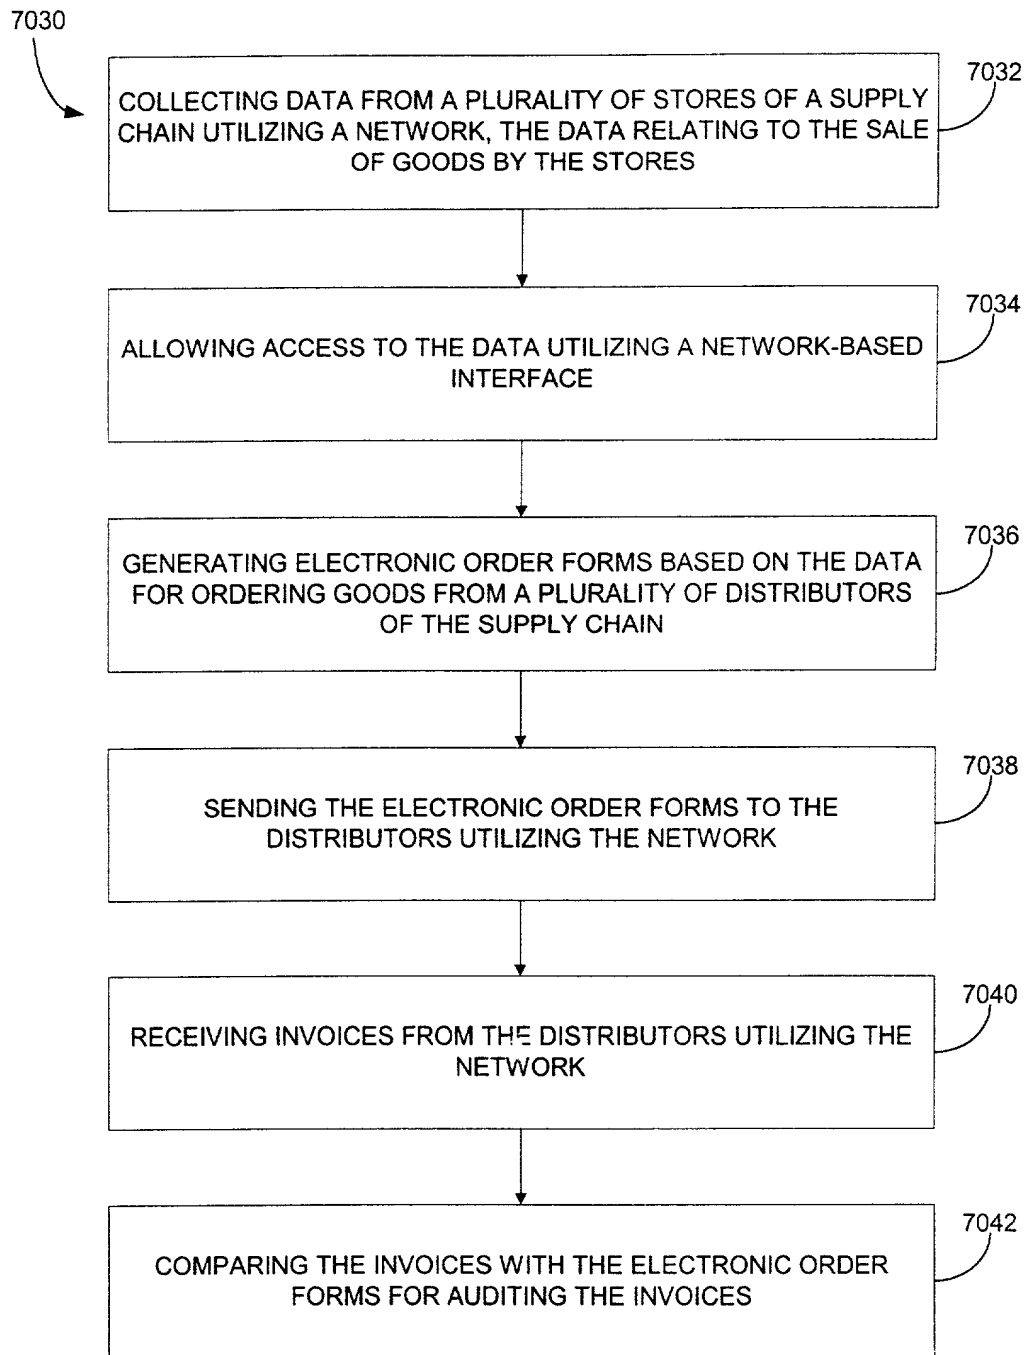 7030
7032
COLLECTING DATA FROM A PLURALITY OF STORES OF A SUPPLY
CHAIN UTILIZING A NETWORK, THE DATA RELATING TO THE SALE
OF GOODS BY THE STORES
7034
ALLOWING ACCESS TO THE DATA UTILIZING A NETWORK-BASED
INTERFACE
7036
GENERATING ELECTRONIC ORDER FORMS BASED ON THE DATA
FOR ORDERING GOODS FROM A PLURALITY OF DISTRIBUTORS
OF THE SUPPLY CHAIN
7038
SENDING THE ELECTRONIC ORDER FORMS TO THE
DISTRIBUTORS UTILIZING THE NETWORK
7040
RECEIVING INVOICES FROM THE DISTRIBUTORS UTILIZING THE
NETWORK
7042
COMPARING THE INVOICES WITH THE ELECTRONIC ORDER
FORMS FOR AUDITING THE INVOICES